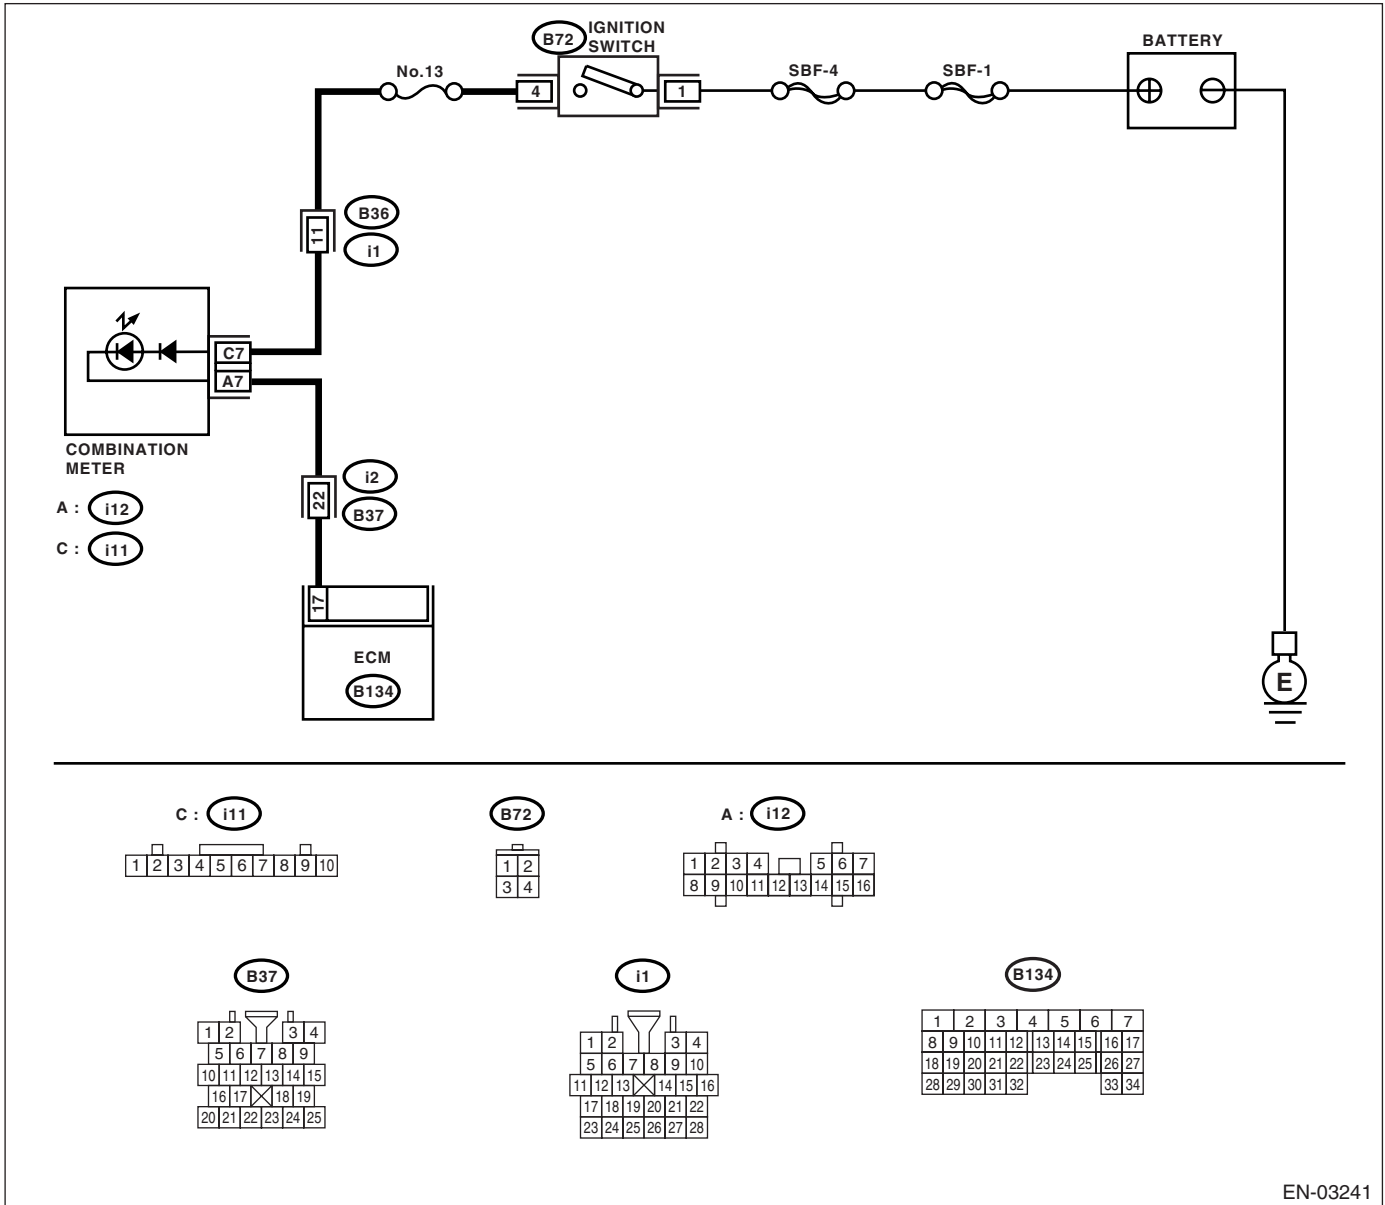 B72 IGNITION
SWITCH
BATTERY
No.13
4
1
SBF-4
SBF-1
11
B36
i1
C7
A7
COMBINATION
METER
A : i12
C : i11
22
i2
B37
17
ECM
B134
E
C : i11
1 2 3 4 5 6 7 8 9 10
B72
1 2
3 4
A : i12
1 2 3 4 5 6 7
8 9 10 11 12 13 14 15 16
B37
1 2 3 4
5 6 7 8 9
10 11 12 13 14 15
16 17 18 19
20 21 22 23 24 25
i1
1 2 3 4
5 6 7 8 9 10
11 12 13 14 15 16
17 18 19 20 21 22
23 24 25 26 27 28
B134
1 2 3 4 5 6 7
8 9 10 11 12 13 14 15 16 17
18 19 20 21 22 23 24 25 26 27
28 29 30 31 32 33 34
EN-03241